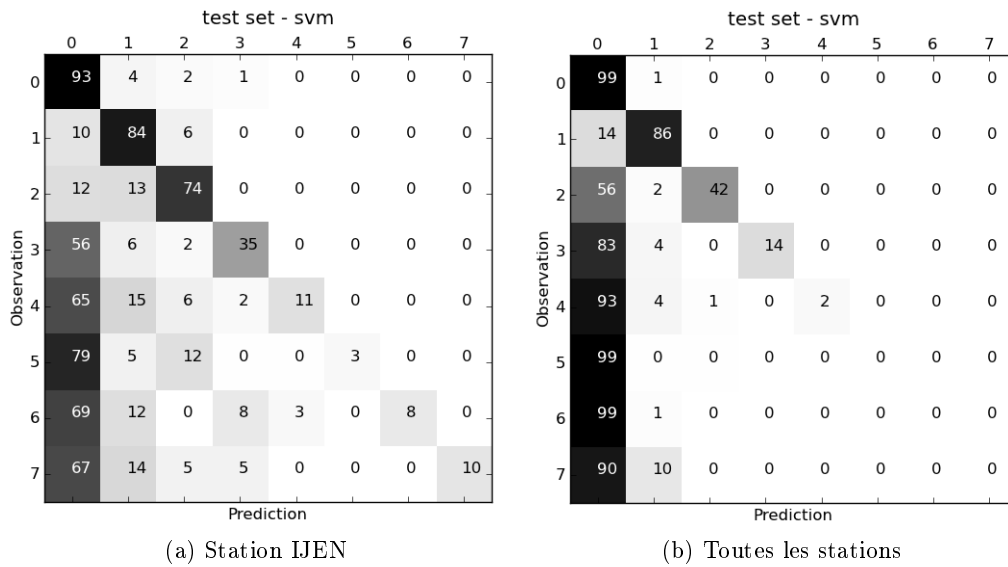 test set - svm
0 1 2 3 4 5 6 7
0 93 4 2 1 0 0 0 0
1 10 84 6 0 0 0 0 0
2 12 13 74 0 0 0 0 0
3 56 6 2 35 0 0 0 0
4 65 15 6 2 11 0 0 0
5 79 5 12 0 0 3 0 0
6 69 12 0 8 3 0 8 0
7 67 14 5 5 0 0 0 10
Observation
Prediction
(a) Station IJEN
test set - svm
0 1 2 3 4 5 6 7
0 99 1 0 0 0 0 0 0
1 14 86 0 0 0 0 0 0
2 56 2 42 0 0 0 0 0
3 83 4 0 14 0 0 0 0
4 93 4 1 0 2 0 0 0
5 99 0 0 0 0 0 0 0
6 99 1 0 0 0 0 0 0
7 90 10 0 0 0 0 0 0
Observation
Prediction
(b) Toutes les stations